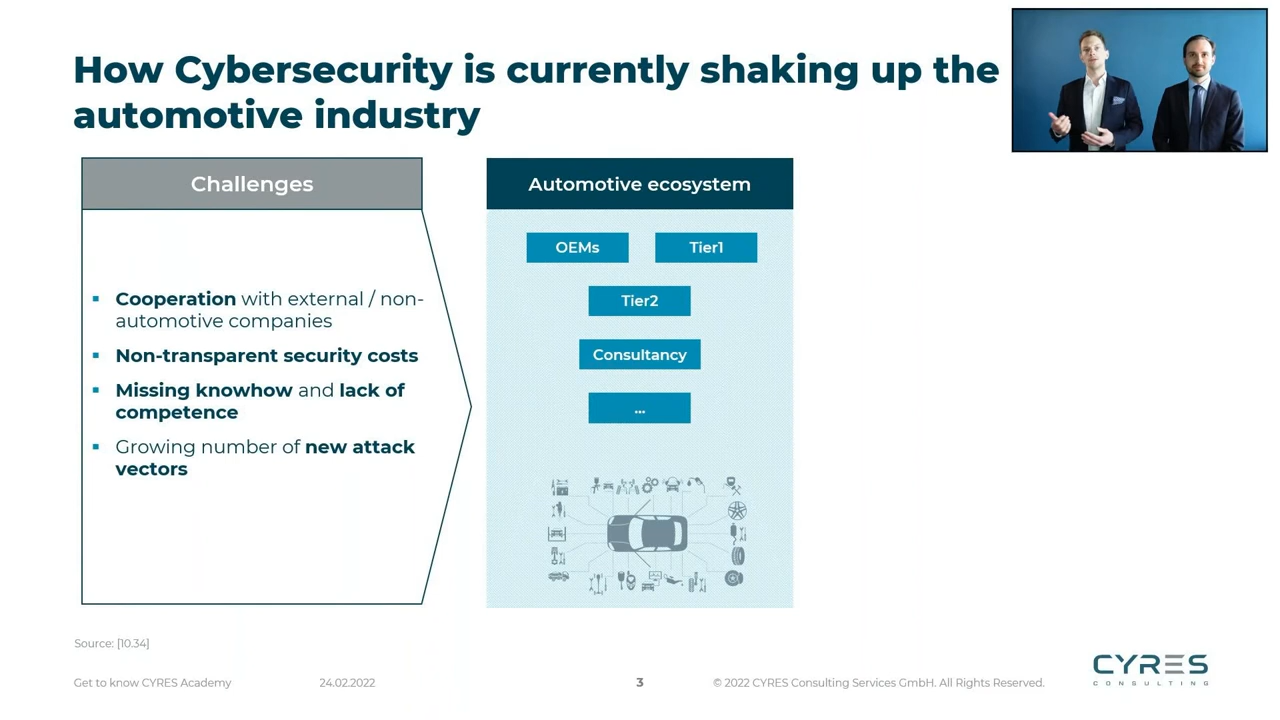 How Cybersecurity is currently shaking up the
automotive industry
Challenges
▪ Cooperation with external / non-
automotive companies
▪ Non-transparent security costs
▪ Missing knowhow and lack of
competence
▪ Growing number of new attack
vectors
Automotive ecosystem
OEMs Tier1
Tier2
Consultancy
...
Source: [10.34]
Get to know CYRES Academy 24.02.2022 3 © 2022 CYRES Consulting Services GmbH. All Rights Reserved.
CYRES
CONSULTING